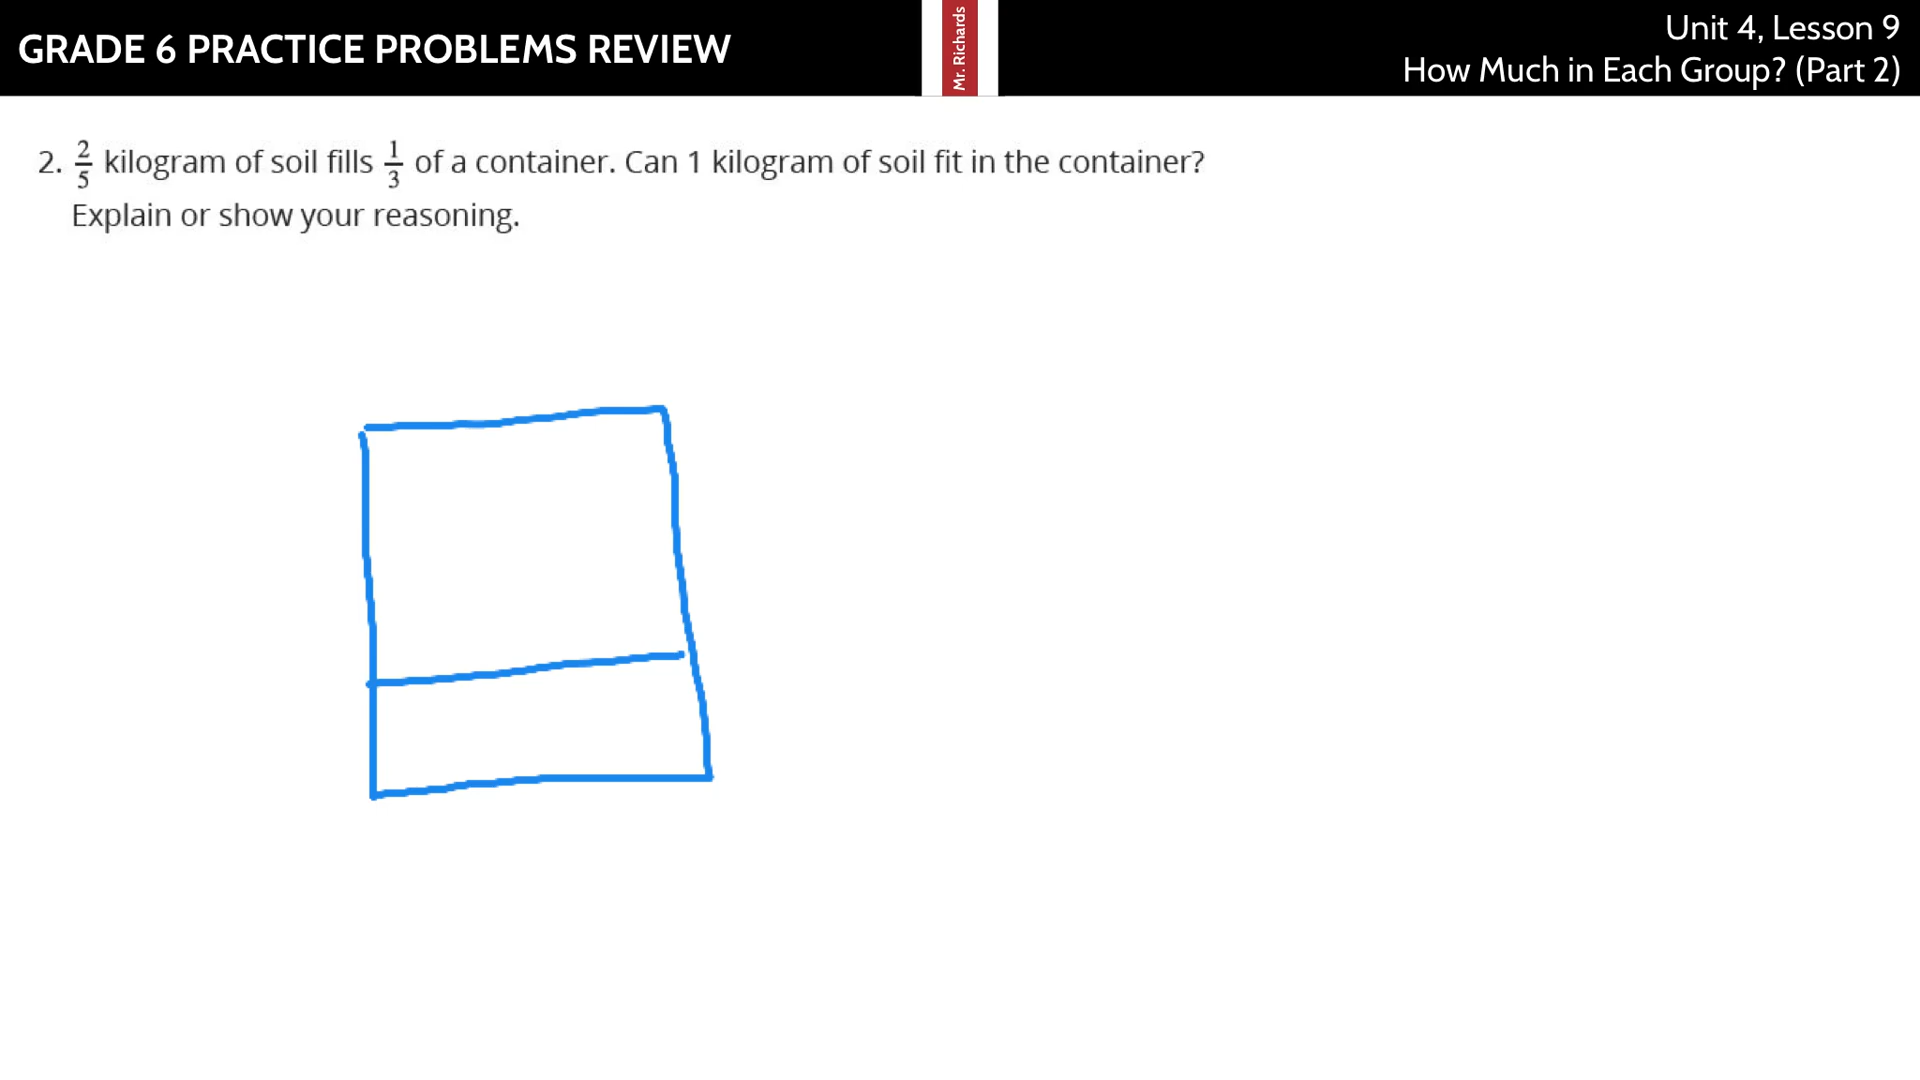 GRADE 6 PRACTICE PROBLEMS REVIEW
Mr. Richards
Unit 4, Lesson 9
How Much in Each Group? (Part 2)
2. 2/5 kilogram of soil fills 1/3 of a container. Can 1 kilogram of soil fit in the container?
Explain or show your reasoning.